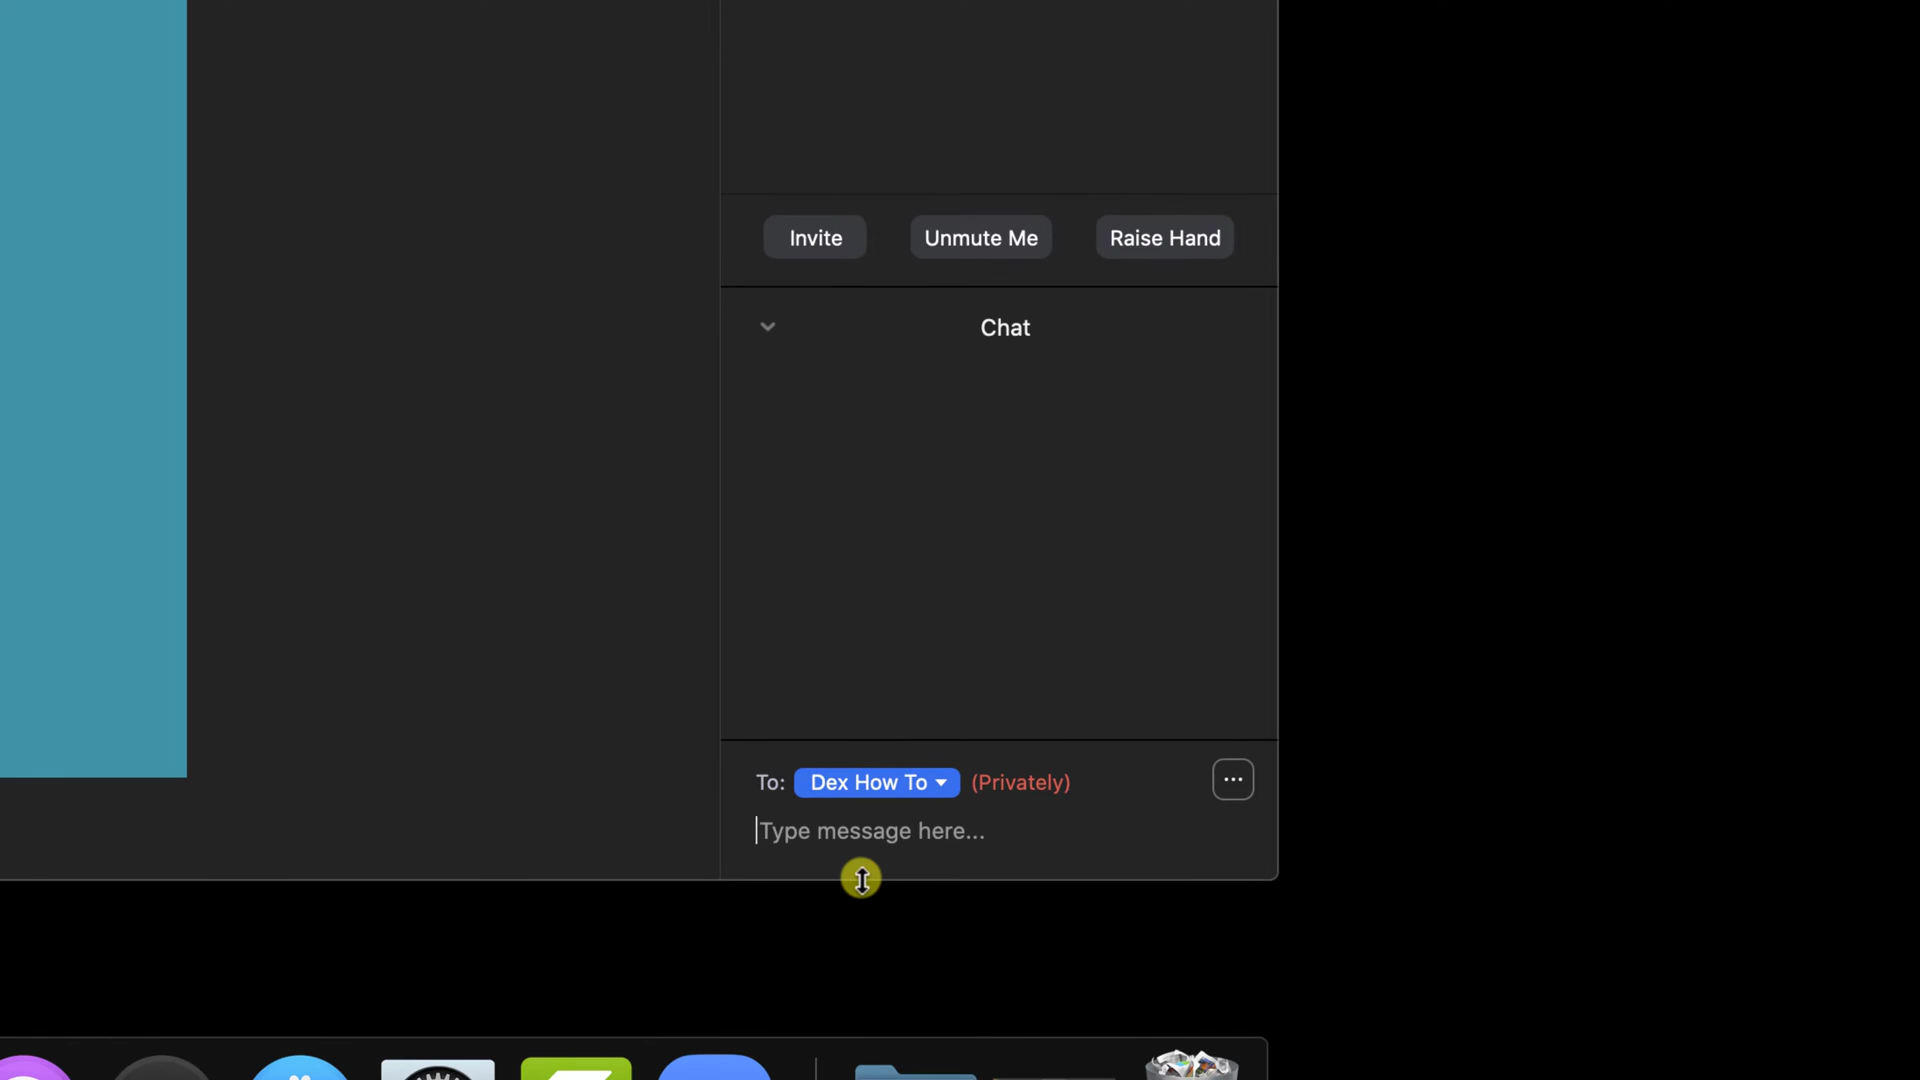 Invite Unmute Me Raise Hand
Chat
To: Dex How To (Privately)
Type message here...